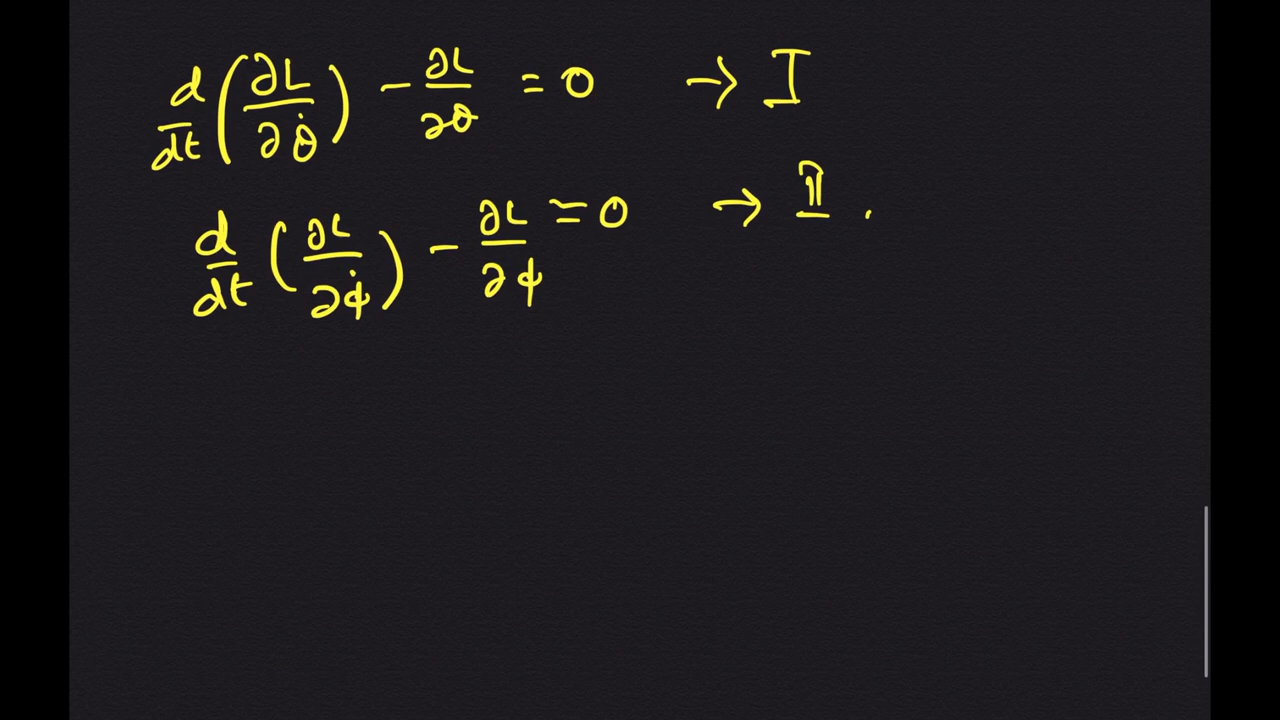 d/dt (∂L/∂θ̇) - ∂L/∂θ = 0 → I
d/dt (∂L/∂ϕ̇) - ∂L/∂ϕ = 0 → II .